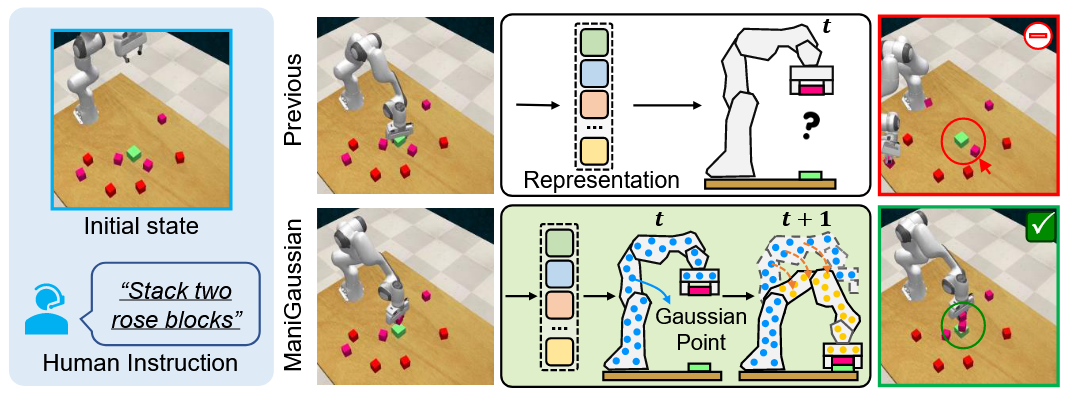 Initial state
“Stack two
rose blocks”
Human Instruction
Previous
...
Representation
t
?
ManiGaussian
...
t
Gaussian
Point
t + 1